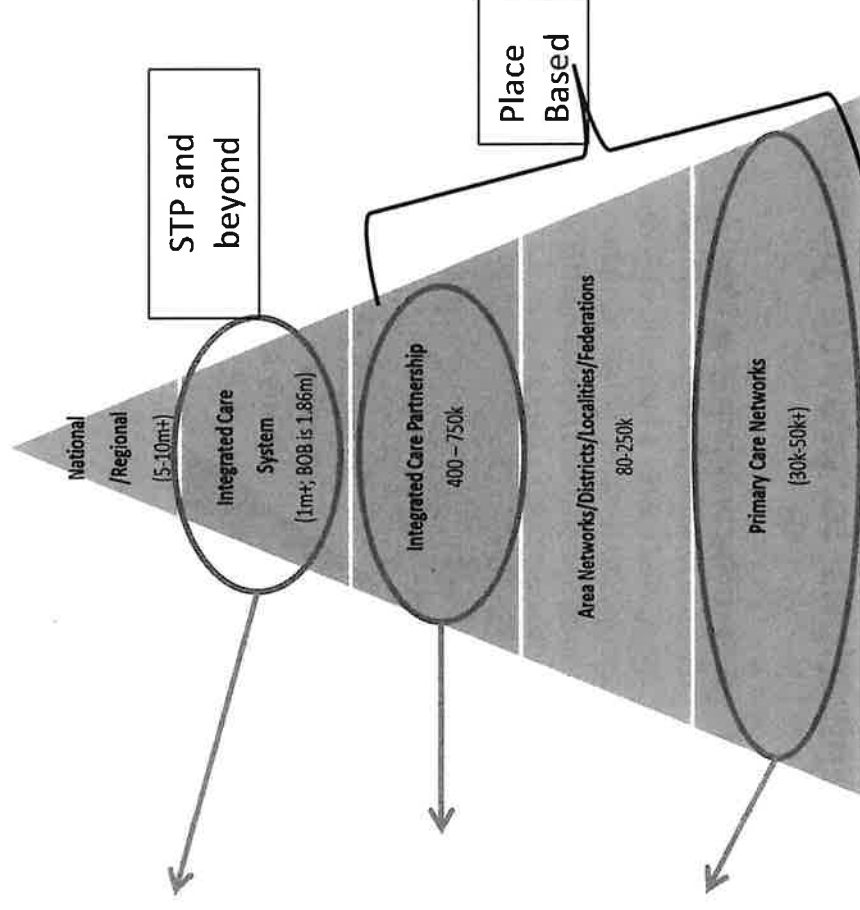 STP and
beyond
National
/Regional
(5-10m+)
Integrated Care
System
(1m+; BOB is 1.86m)
Place
Based
Integrated Care Partnership
400 – 750k
Area Networks/Districts/Localities/Federations
80-250k
Primary Care Networks
(30k-50k+)